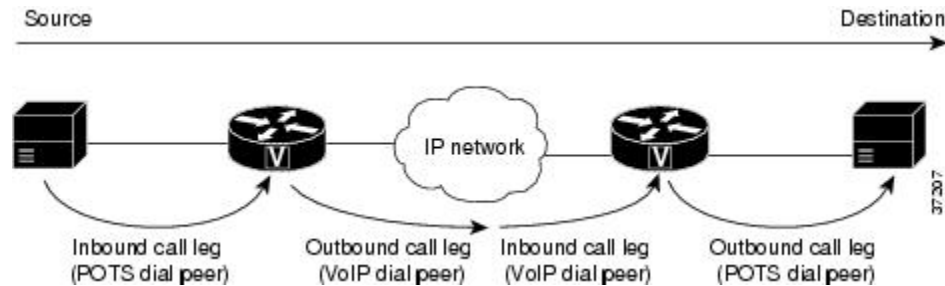 Source
Destination
V
IP network
V
37207
Inbound call leg
(POTS dial peer)
Outbound call leg
(VoIP dial peer)
Inbound call leg
(VoIP dial peer)
Outbound call leg
(POTS dial peer)